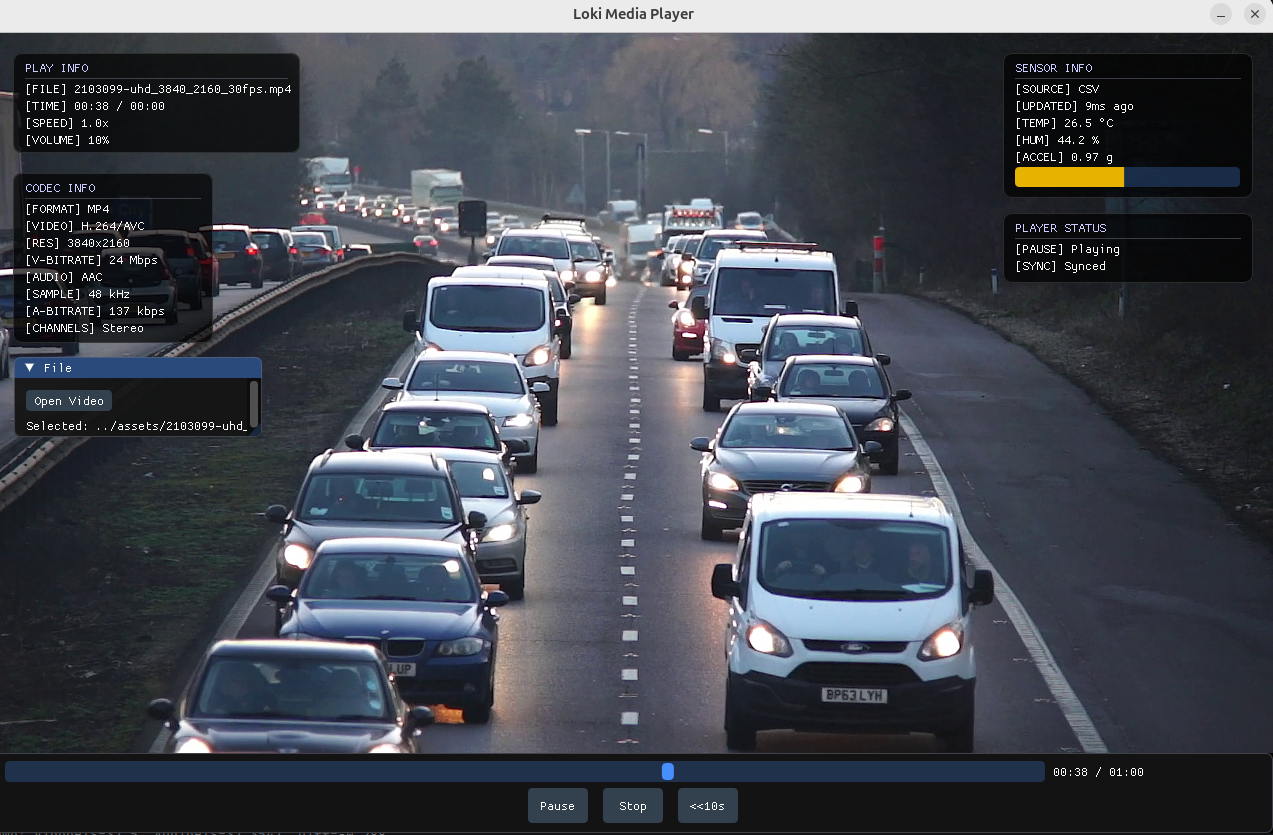 Loki Media Player
PLAY INFO
[FILE] 2103099-uhd_3840_2160_30fps.mp4
[TIME] 00:38 / 00:00
[SPEED] 1.0x
[VOLUME] 10%
CODEC INFO
[FORMAT] MP4
[VIDEO] H.264/AVC
[RES] 3840x2160
[V-BITRATE] 24 Mbps
[AUDIO] AAC
[SAMPLE] 48 kHz
[A-BITRATE] 137 kbps
[CHANNELS] Stereo
File
Open Video
Selected: ../assets/2103099-uhd_
SENSOR INFO
[SOURCE] CSV
[UPDATED] 9ms ago
[TEMP] 26.5 °C
[HUM] 44.2 %
[ACCEL] 0.97 g
PLAYER STATUS
[PAUSE] Playing
[SYNC] Synced
BP63 LYH
00:38 / 01:00
Pause
Stop
<<10s